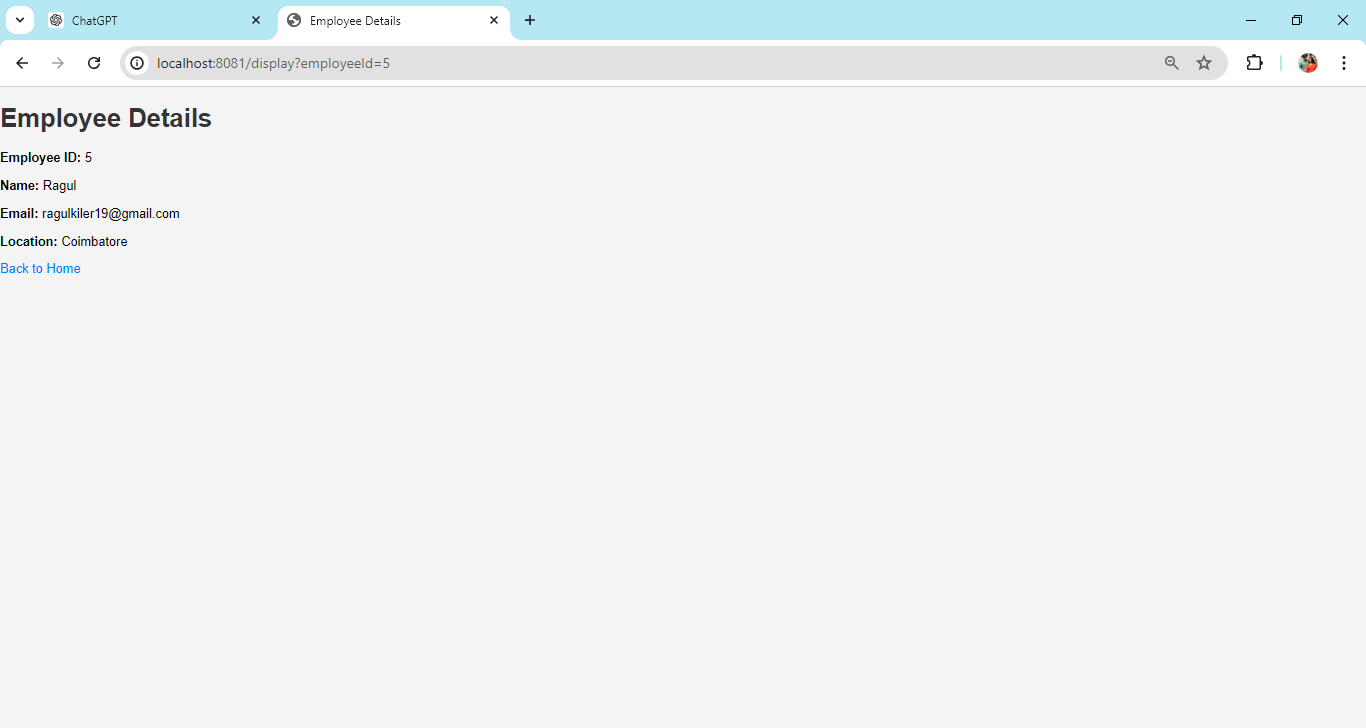 ChatGPT
Employee Details
localhost:8081/display?employeeId=5
Employee Details
Employee ID: 5
Name: Ragul
Email: ragulkiler19@gmail.com
Location: Coimbatore
Back to Home